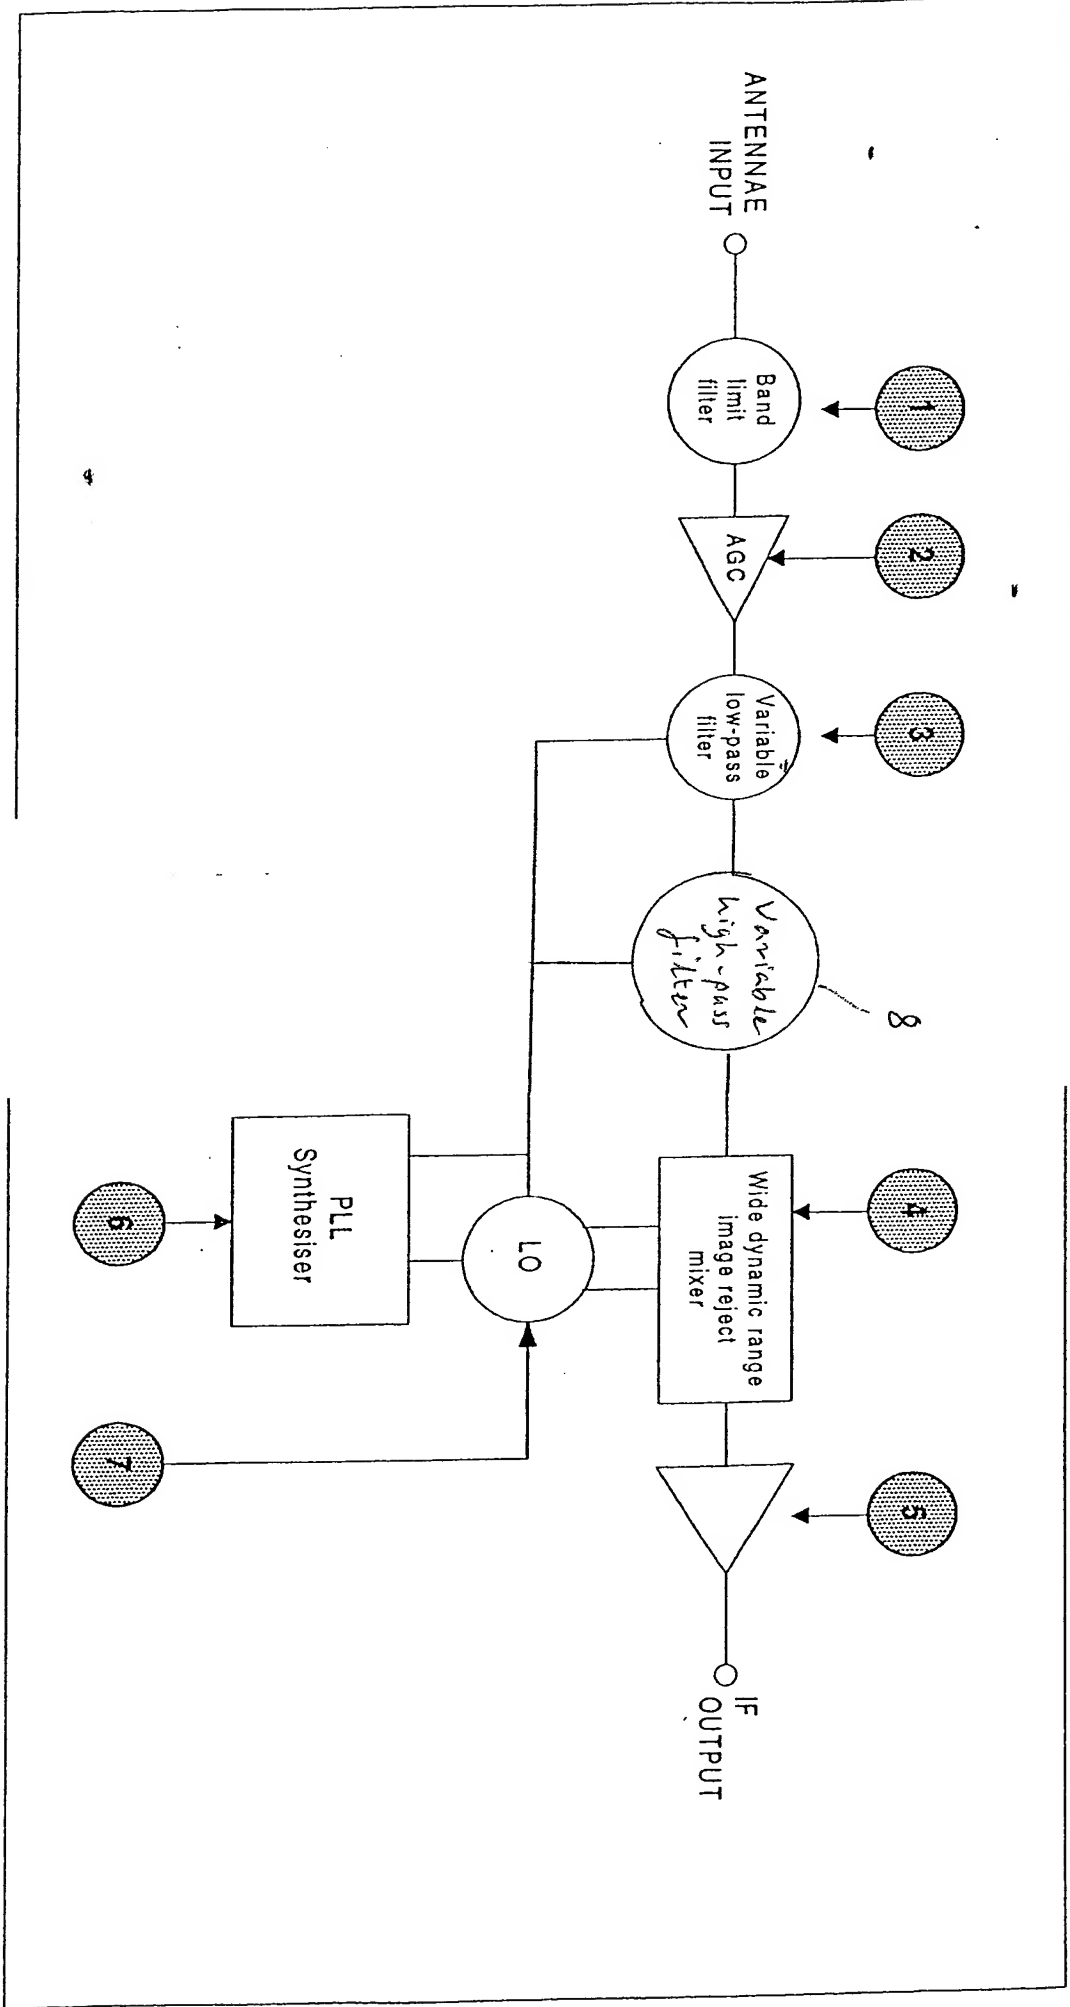 1
2
3
4
5
ANTENNAE
INPUT
Band
limit
filter
AGC
Variable
low-pass
filter
Variable
high-pass
filter
8
Wide dynamic range
image reject
mixer
IF
OUTPUT
LO
PLL
Synthesiser
6
7